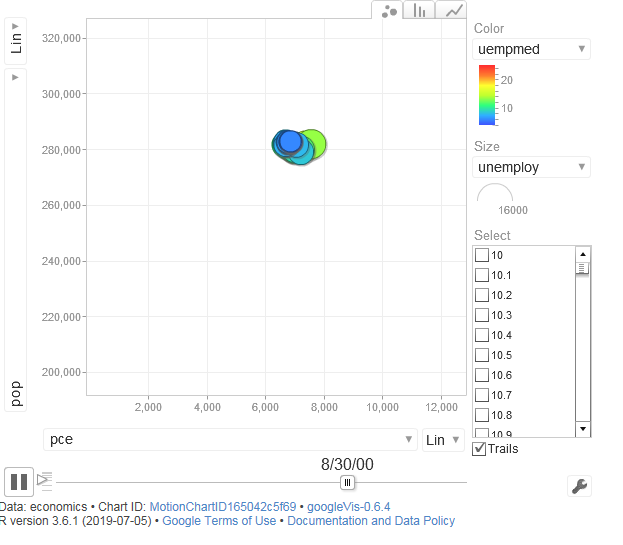 Color
uempmed
20
10
Size
unemploy
16000
Select
10
10.1
10.2
10.3
10.4
10.5
10.6
10.7
10.8
10.9
Trails
Lin
pop
320,000
300,000
280,000
260,000
240,000
220,000
200,000
2,000 4,000 6,000 8,000 10,000 12,000
pce Lin
8/30/00
Data: economics • Chart ID: MotionChartID165042c5f69 • googleVis-0.6.4
R version 3.6.1 (2019-07-05) • Google Terms of Use • Documentation and Data Policy